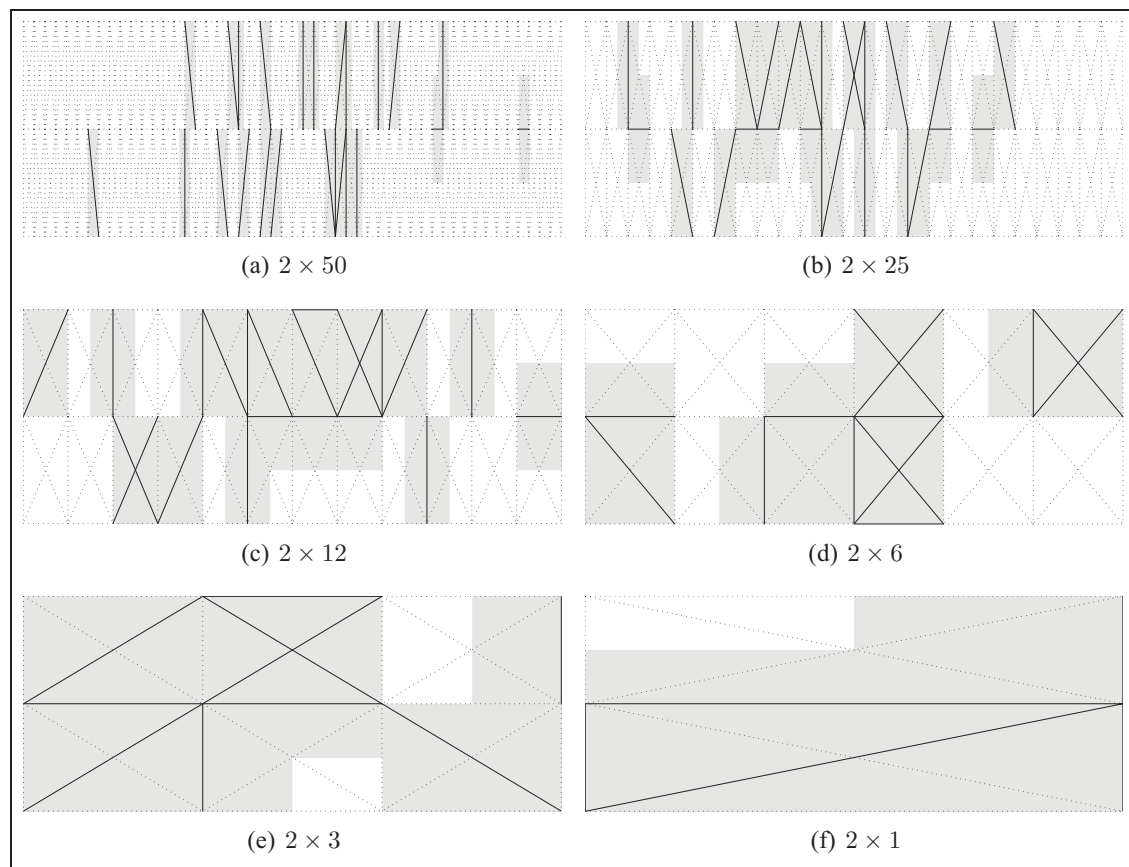 (a) 2 × 50
(b) 2 × 25
(c) 2 × 12
(d) 2 × 6
(e) 2 × 3
(f) 2 × 1